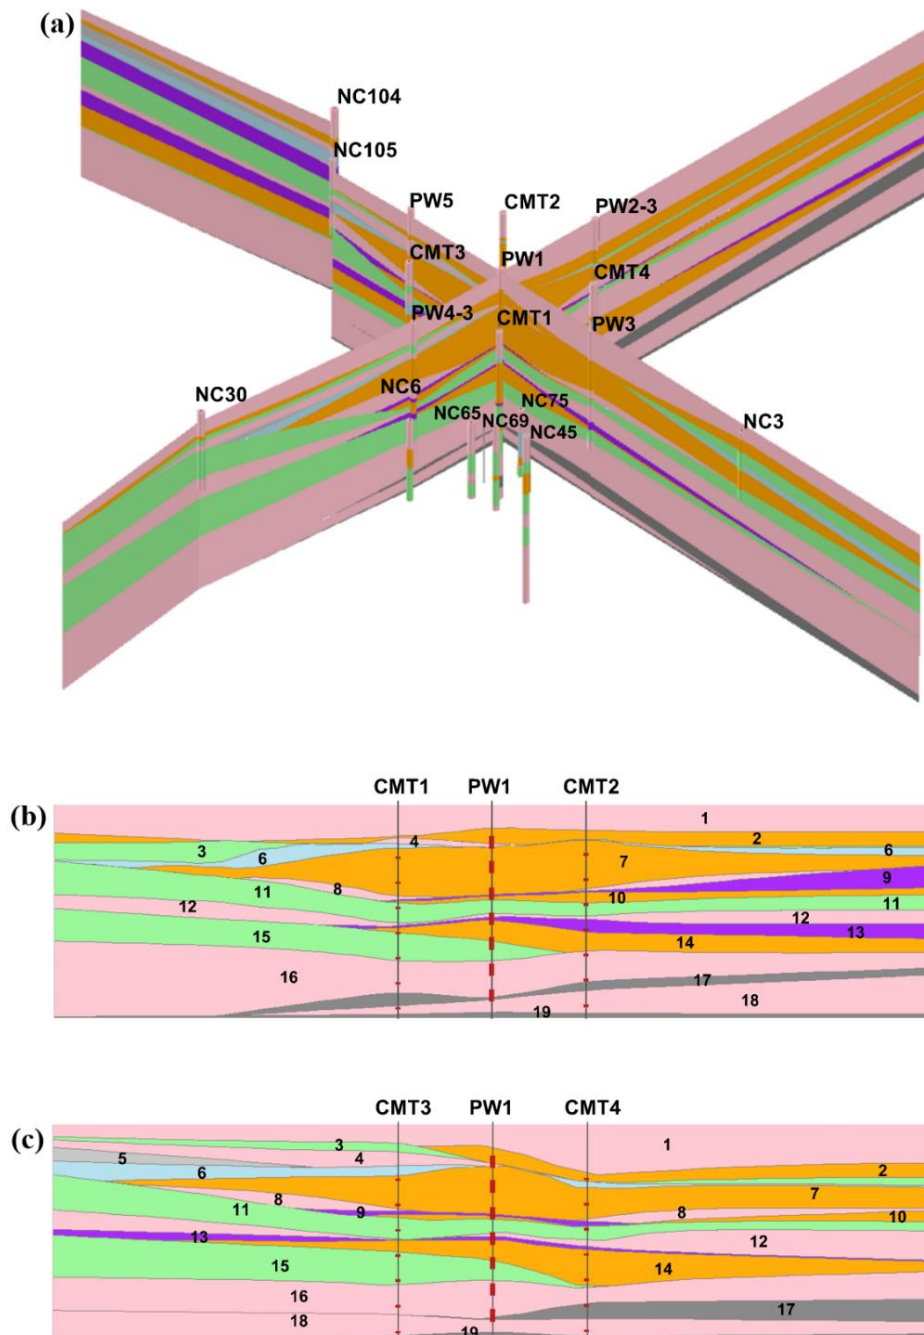 (a)
NC104
NC105
PW5
CMT2
PW2-3
CMT3
PW1
CMT4
PW4-3
CMT1
PW3
NC30
NC6
NC65
NC69
NC75
NC45
NC3
CMT1 PW1 CMT2
(b)
1
4 2
3 6 7 6
9
8 10
11 11
12 12
13
15 14
16 17
18
19
CMT3 PW1 CMT4
(c)
3 1
5 4
2
6 7
8 8 10
11 9
13 12
15 14
16
18 17
19